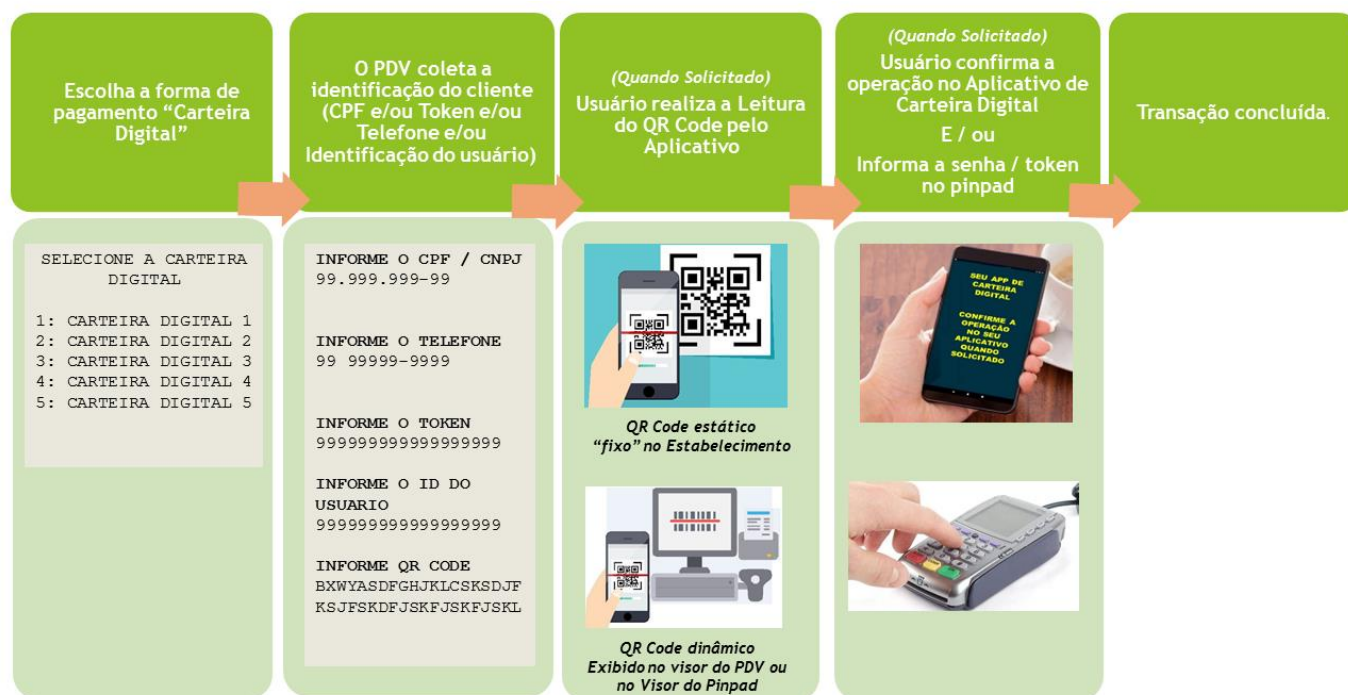 Escolha a forma de
pagamento “Carteira
Digital”
O PDV coleta a
identificação do cliente
(CPF e/ou Token e/ou
Telefone e/ou
Identificação do usuário)
(Quando Solicitado)
Usuário realiza a Leitura
do QR Code pelo
Aplicativo
(Quando Solicitado)
Usuário confirma a
operação no Aplicativo de
Carteira Digital
E / ou
Informa a senha / token
no pinpad
Transação concluída.
SELECIONE A CARTEIRA
DIGITAL
1: CARTEIRA DIGITAL 1
2: CARTEIRA DIGITAL 2
3: CARTEIRA DIGITAL 3
4: CARTEIRA DIGITAL 4
5: CARTEIRA DIGITAL 5
INFORME O CPF / CNPJ
99.999.999-99
INFORME O TELEFONE
99 99999-9999
INFORME O TOKEN
999999999999999999
INFORME O ID DO
USUARIO
999999999999999999
INFORME QR CODE
BXWYASDFGHJKLCSKSDJF
KSJFSKDFJSKFJSKFJSKL
QR Code estático
“fixo” no Estabelecimento
QR Code dinâmico
Exibido no visor do PDV ou
no Visor do Pinpad
SEU APP DE
CARTEIRA
DIGITAL
CONFIRME A
OPERAÇÃO
NO SEU
APLICATIVO
QUANDO
SOLICITADO